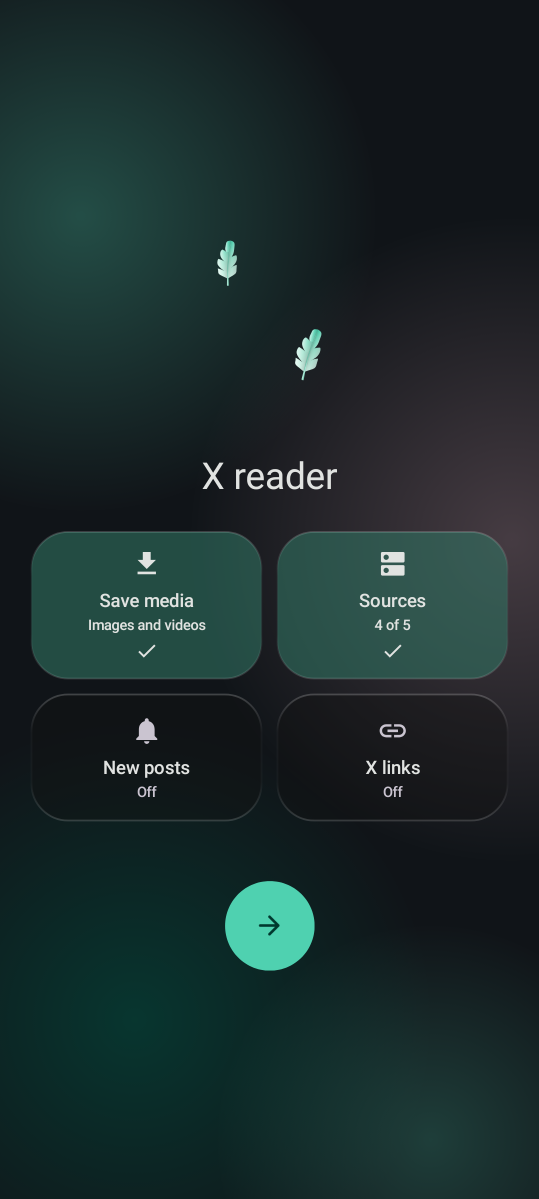 X reader
Save media
Images and videos
Sources
4 of 5
New posts
Off
X links
Off